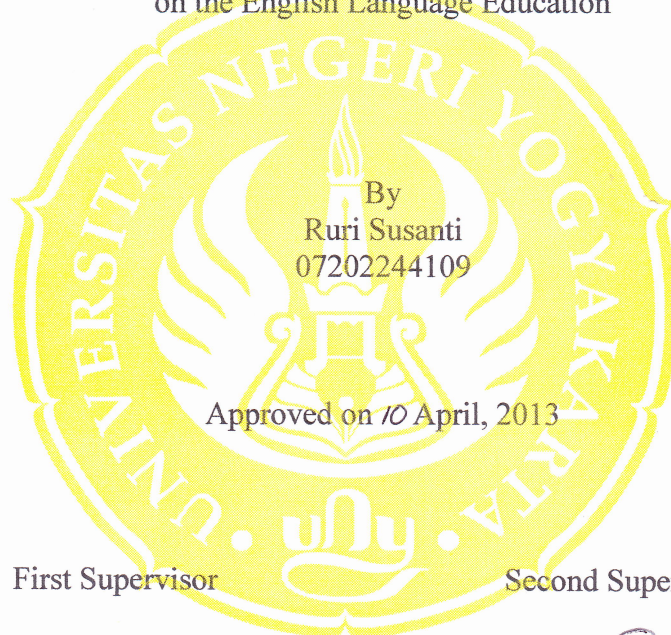 on the English Language Education
UNIVERSITAS NEGERI YOGYAKARTA
By
Ruri Susanti
07202244109
Approved on 10 April, 2013
uny
First Supervisor Second Supe